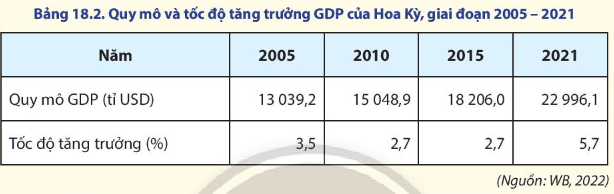 Bảng 18.2. Quy mô và tốc độ tăng trưởng GDP của Hoa Kỳ, giai đoạn 2005 – 2021
Năm 2005 2010 2015 2021
Quy mô GDP (tỉ USD) 13 039,2 15 048,9 18 206,0 22 996,1
Tốc độ tăng trưởng (%) 3,5 2,7 2,7 5,7
(Nguồn: WB, 2022)